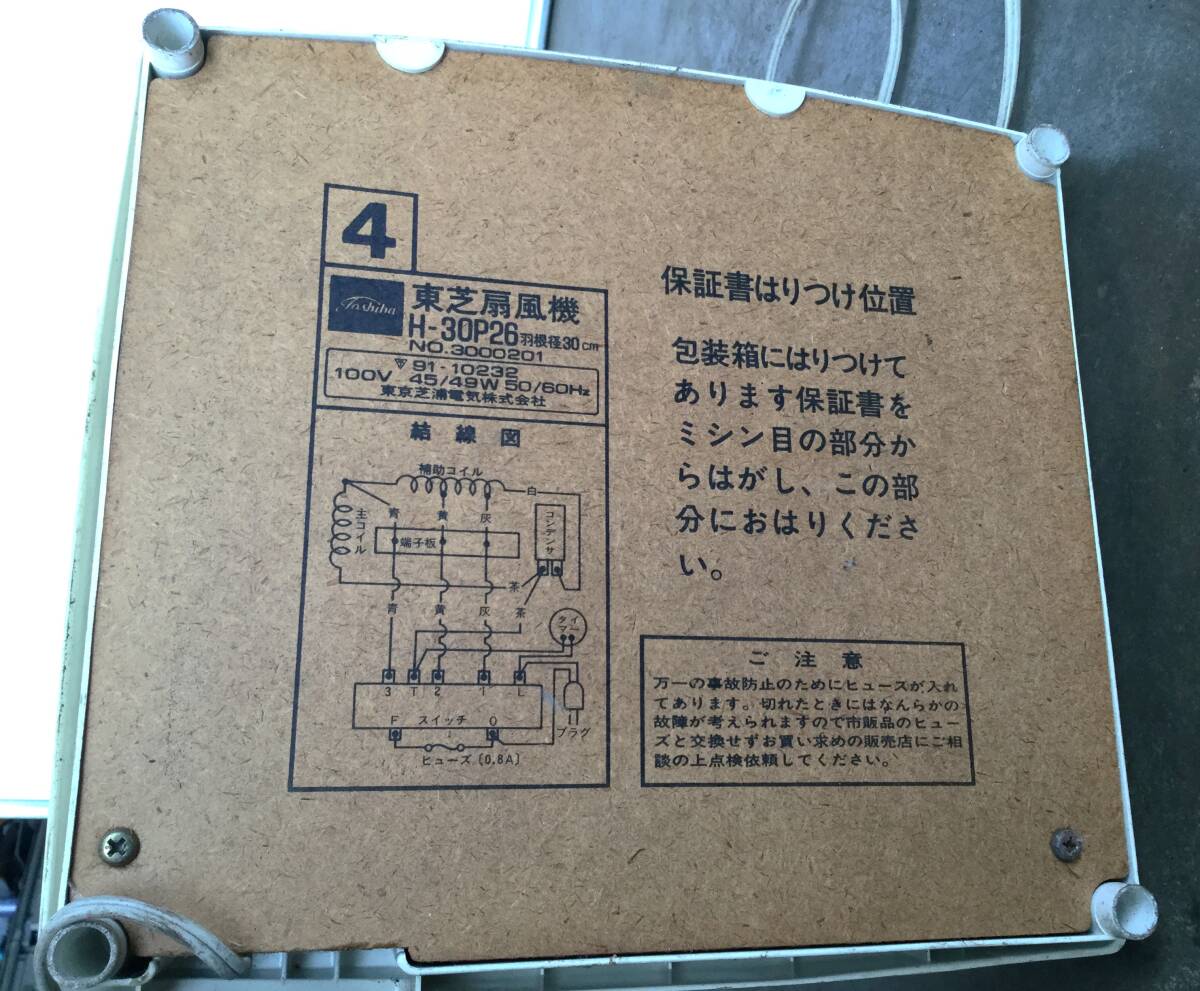 4
Toshiba
東芝扇風機
H-30P26 羽根径30cm
NO.3000201
91-10232
100V 45/49W 50/60Hz
東京芝浦電気株式会社
結線図
補助コイル
白
主コイル
青 黄 灰
コンデンサ
端子板
茶
青 黄 灰 茶
タイマー
3 T 2 1 L
F スイッチ O
プラグ
ヒューズ〔0.8A〕
保証書はりつけ位置
包装箱にはりつけて
あります保証書を
ミシン目の部分か
らはがし、この部
分におはりくださ
い。
ご注意
万一の事故防止のためにヒューズが入れ
てあります。切れたときにはなんらかの
故障が考えられますので市販品のヒュー
ズと交換せずお買い求めの販売店にご相
談の上点検依頼してください。